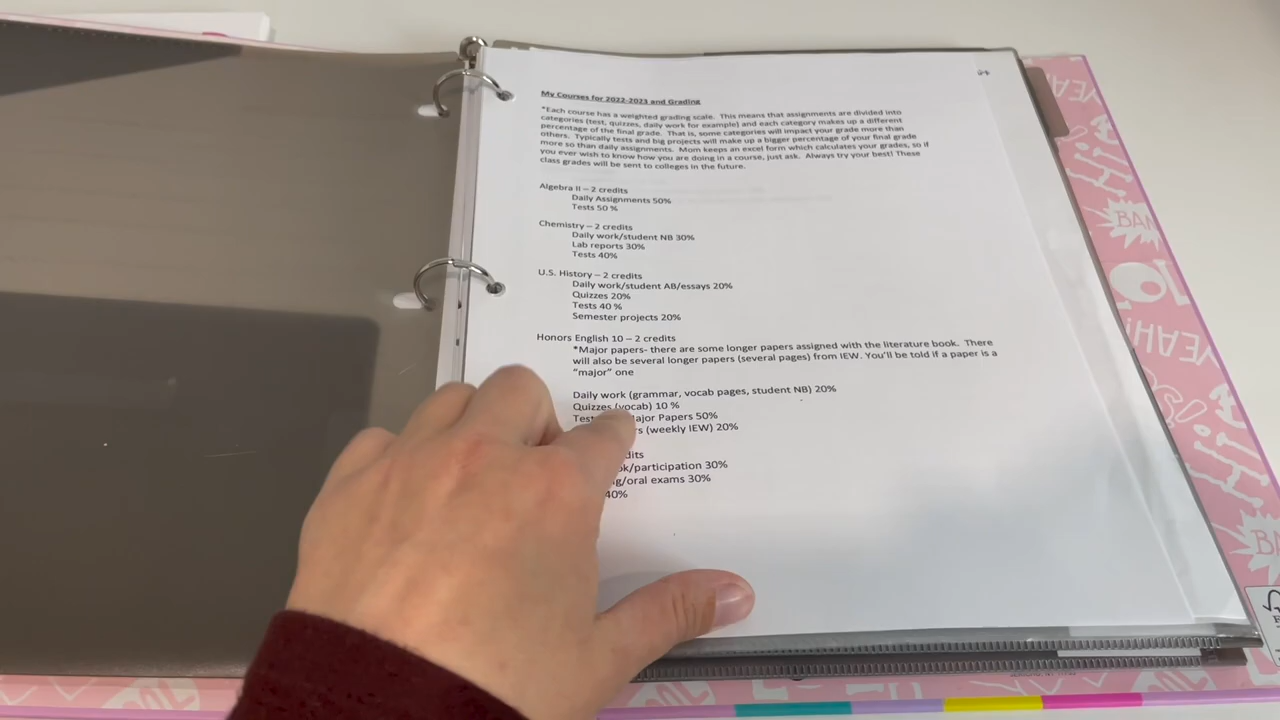 My Courses for 2022-2023 and Grading
*Each course has a weighted grading scale. This means that assignments are divided into
categories (test, quizzes, daily work for example) and each category makes up a different
percentage of the final grade. That is, some categories will impact your grade more than
others. Typically tests and big projects will make up a bigger percentage of your final grade
more so than daily assignments. Mom keeps an excel form which calculates your grades, so if
you ever wish to know how you are doing in a course, just ask. Always try your best! These
class grades will be sent to colleges in the future.
Algebra II – 2 credits
Daily Assignments 50%
Tests 50 %
Chemistry – 2 credits
Daily work/student NB 30%
Lab reports 30%
Tests 40%
U.S. History – 2 credits
Daily work/student AB/essays 20%
Quizzes 20%
Tests 40 %
Semester projects 20%
Honors English 10 – 2 credits
*Major papers- there are some longer papers assigned with the literature book. There
will also be several longer papers (several pages) from IEW. You'll be told if a paper is a
"major" one
Daily work (grammar, vocab pages, student NB) 20%
Quizzes (vocab) 10 %
Major Papers 50%
(weekly IEW) 20%
/participation 30%
/oral exams 30%
40%
YEAH!
BAM
YEAH!